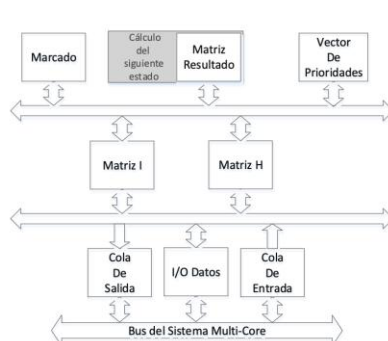 Marcado
Cálculo
del
siguiente
estado
Matriz
Resultado
Vector
De
Prioridades
Matriz I
Matriz H
Cola
De
Salida
I/O Datos
Cola
De
Entrada
Bus del Sistema Multi-Core